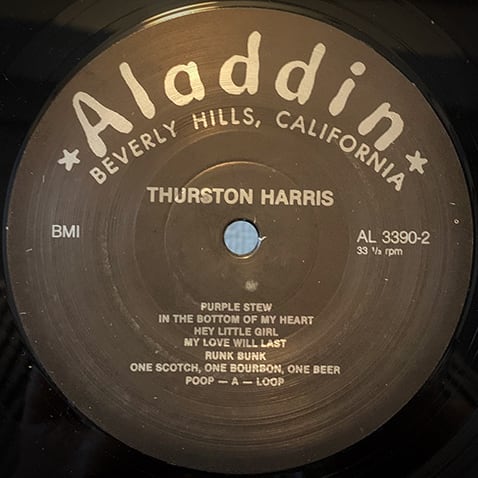 Aladdin
★ BEVERLY HILLS, CALIFORNIA ★
THURSTON HARRIS
BMI
AL 3390-2
33 ⅓ rpm
PURPLE STEW
IN THE BOTTOM OF MY HEART
HEY LITTLE GIRL
MY LOVE WILL LAST
RUNK BUNK
ONE SCOTCH, ONE BOURBON, ONE BEER
POOP — A — LOOP